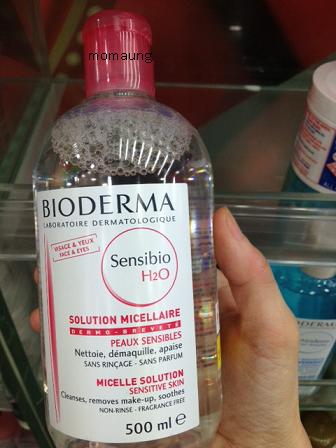 momaung
BIODERMA
LABORATOIRE DERMATOLOGIQUE
VISAGE & YEUX
FACE & EYES
Sensibio
H2O
SOLUTION MICELLAIRE
DERMO-BREVETÉ
PEAUX SENSIBLES
Nettoie, démaquille, apaise
SANS RINÇAGE - SANS PARFUM
MICELLE SOLUTION
SENSITIVE SKIN
Cleanses, removes make-up, soothes
NON-RINSE - FRAGRANCE FREE
500 ml e